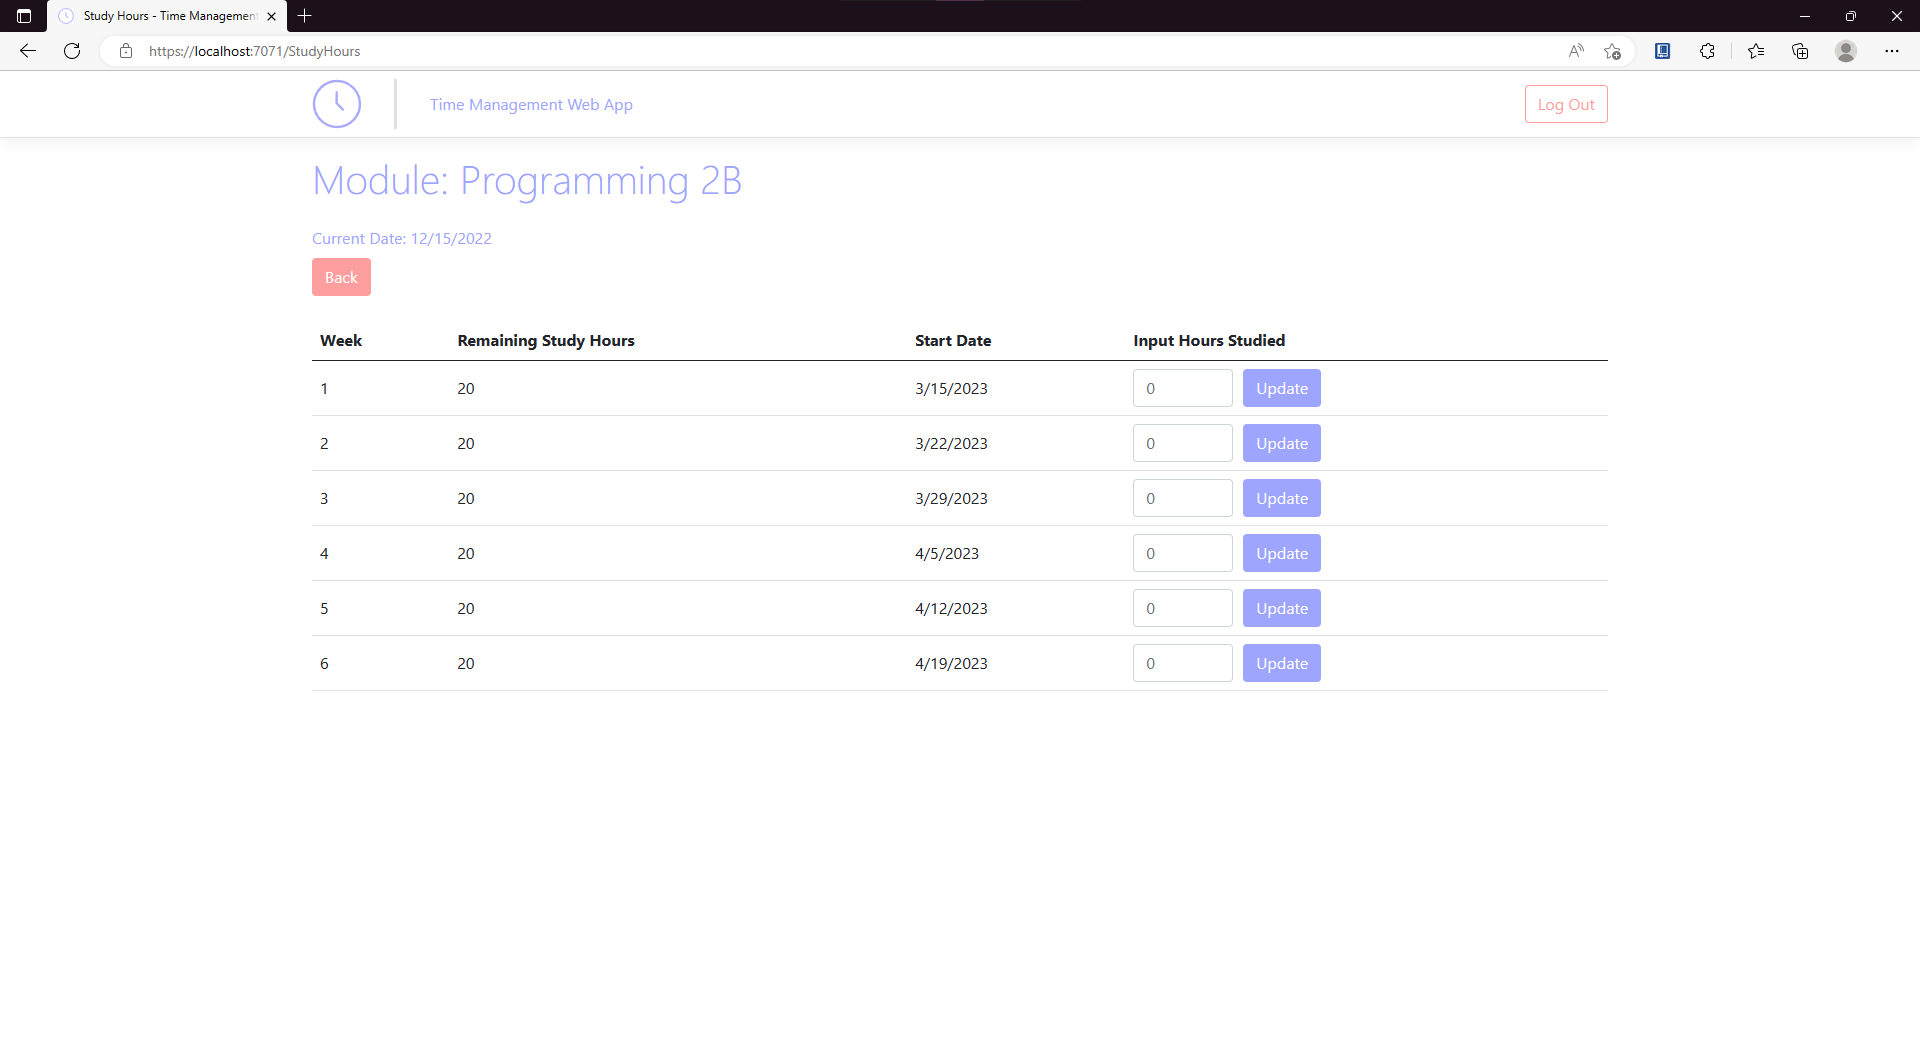 Study Hours - Time Management
https://localhost:7071/StudyHours
Time Management Web App
Log Out
Module: Programming 2B
Current Date: 12/15/2022
Back
Week Remaining Study Hours Start Date Input Hours Studied
1 20 3/15/2023 0 Update
2 20 3/22/2023 0 Update
3 20 3/29/2023 0 Update
4 20 4/5/2023 0 Update
5 20 4/12/2023 0 Update
6 20 4/19/2023 0 Update